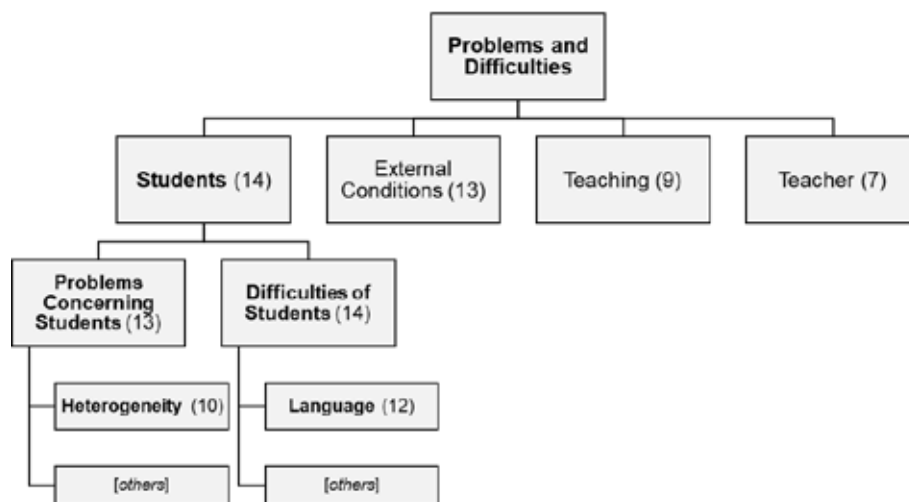 Problems and
Difficulties
Students (14)
External
Conditions (13)
Teaching (9)
Teacher (7)
Problems
Concerning
Students (13)
Difficulties of
Students (14)
Heterogeneity (10)
Language (12)
[others]
[others]